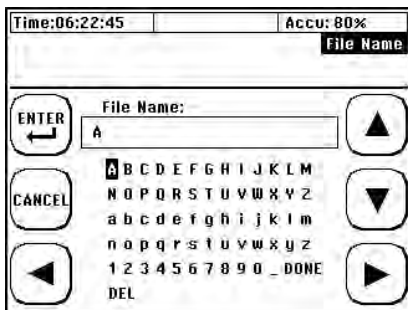 Time:06:22:45 Accu: 80%
File Name
ENTER
File Name:
A
CANCEL
A B C D E F G H I J K L M
N O P Q R S T U V W X Y Z
a b c d e f g h i j k l m
n o p q r s t u v w x y z
1 2 3 4 5 6 7 8 9 0 _ DONE
DEL